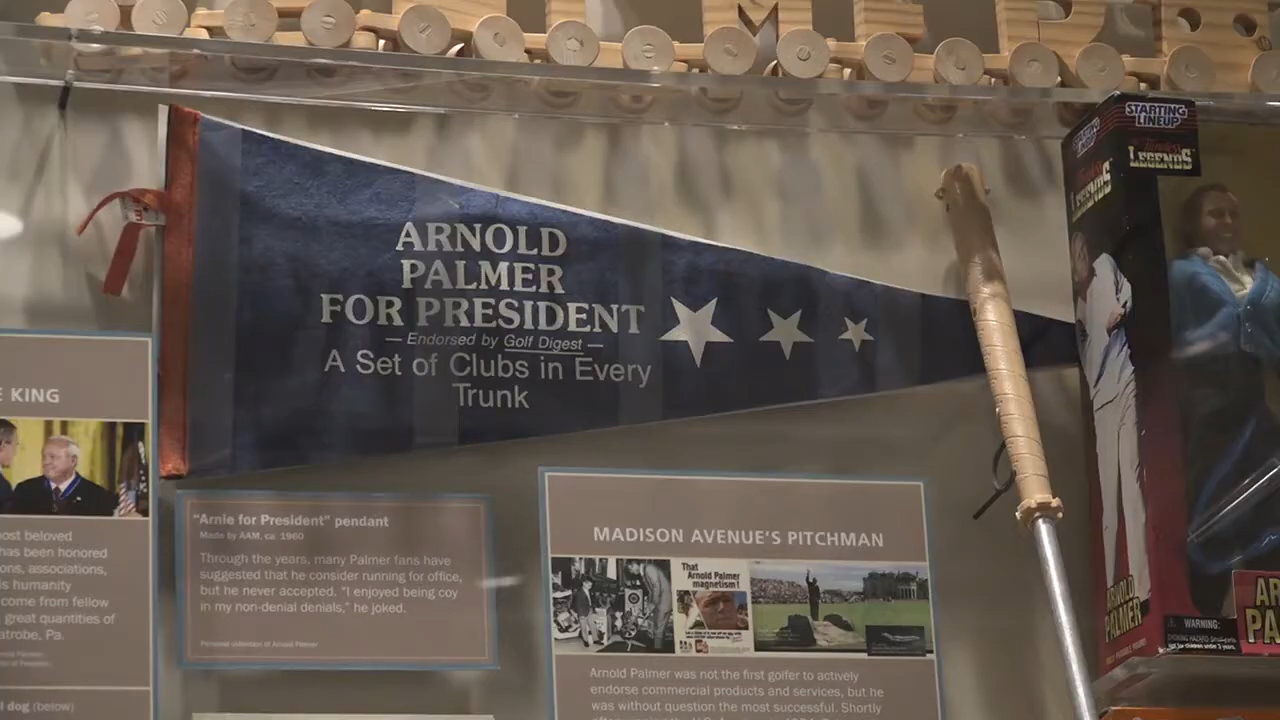 STARTING
LINEUP
Timeless
LEGENDS
STARTING
LINEUP
LEGENDS
ARNOLD
PALMER
FOR PRESIDENT
— Endorsed by Golf Digest —
A Set of Clubs in Every
Trunk
E KING
ost beloved
has been honored
ons, associations,
s humanity
come from fellow
great quantities of
atrobe, Pa.
l dog (below)
"Arnie for President" pendant
Made by AAM, ca. 1960
Through the years, many Palmer fans have
suggested that he consider running for office,
but he never accepted. "I enjoyed being coy
in my non-denial denials," he joked.
Personal collection of Arnold Palmer
MADISON AVENUE'S PITCHMAN
That
Arnold Palmer
magnetism!
Arnold Palmer was not the first golfer to actively
endorse commercial products and services, but he
was without question the most successful. Shortly
ARNOLD
PALMER
WARNING:
AR
PA